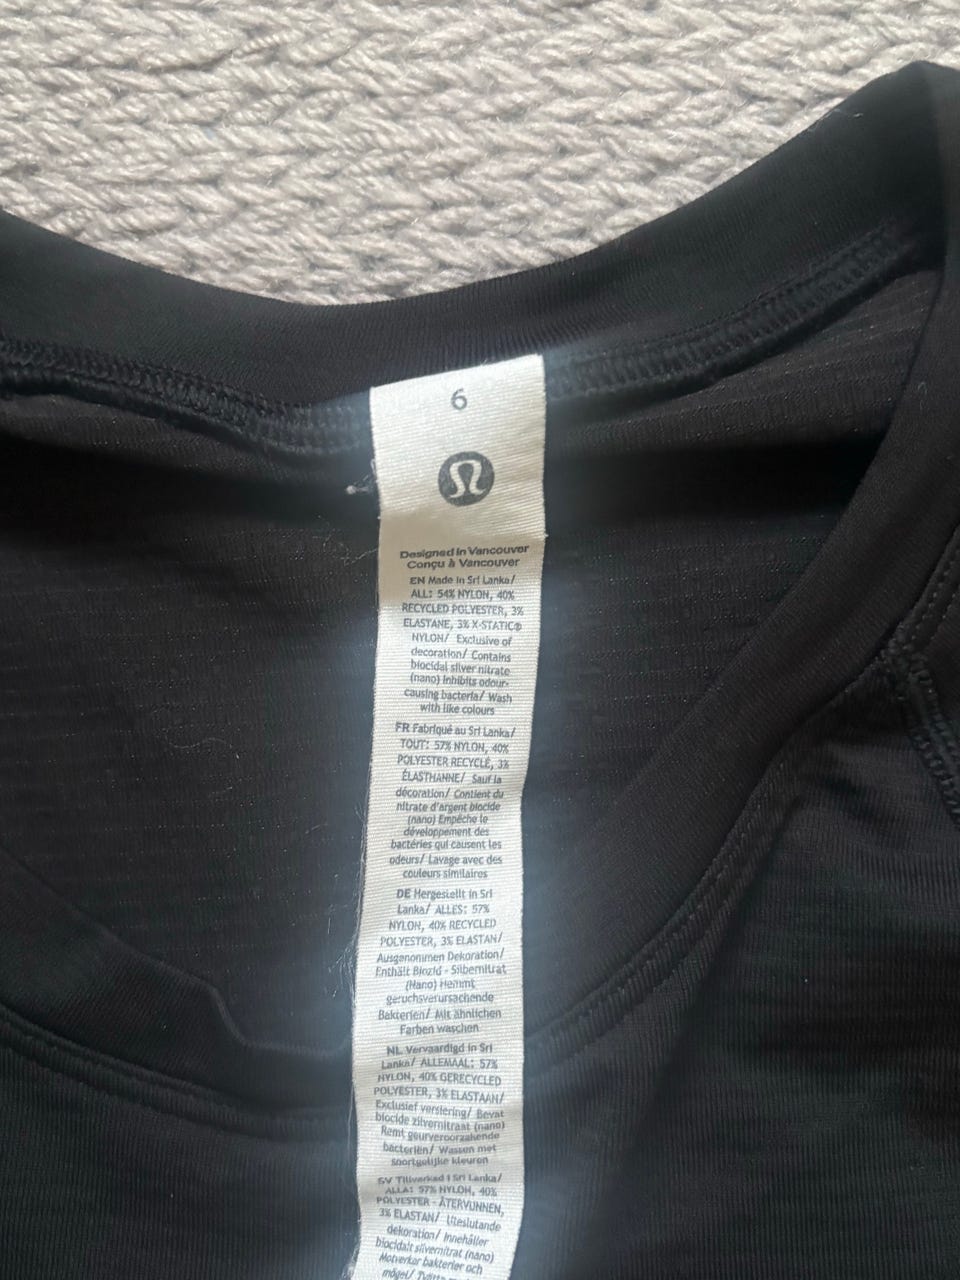 6
Designed in Vancouver
Conçu à Vancouver
EN Made in Sri Lanka/
ALL: 54% NYLON, 40%
RECYCLED POLYESTER, 3%
ELASTANE, 3% X-STATIC®
NYLON/ Exclusive of
decoration/ Contains
biocidal silver nitrate
(nano) Inhibits odour-
causing bacteria/ Wash
with like colours
FR Fabriqué au Sri Lanka/
TOUT: 57% NYLON, 40%
POLYESTER RECYCLÉ, 3%
ÉLASTHANNE/ Sauf la
décoration/ Contient du
nitrate d'argent biocide
(nano) Empêche le
développement des
bactéries qui causent les
odeurs/ Lavage avec des
couleurs similaires
DE Hergestellt in Sri
Lanka/ ALLES: 57%
NYLON, 40% RECYCLED
POLYESTER, 3% ELASTAN/
Ausgenommen Dekoration/
Enthält Biozid - Silbernitrat
(Nano) Hemmt
geruchsverursachende
Bakterien/ Mit ähnlichen
Farben waschen
NL Vervaardigd in Sri
Lanka/ ALLEMAAL: 57%
NYLON, 40% GERECYCLED
POLYESTER, 3% ELASTAAN/
Exclusief versiering/ Bevat
biocide zilvernitraat (nano)
Remt geurveroorzakende
bacteriën/ Wassen met
soortgelijke kleuren
SV Tillverkad i Sri Lanka/
ALLA: 57% NYLON, 40%
POLYESTER - ÅTERVUNNEN,
3% ELASTAN/ Uteslutande
dekoration/ Innehåller
biocidalt silvernitrat (nano)
Motverkar bakterier och
mögel/ Tvätta